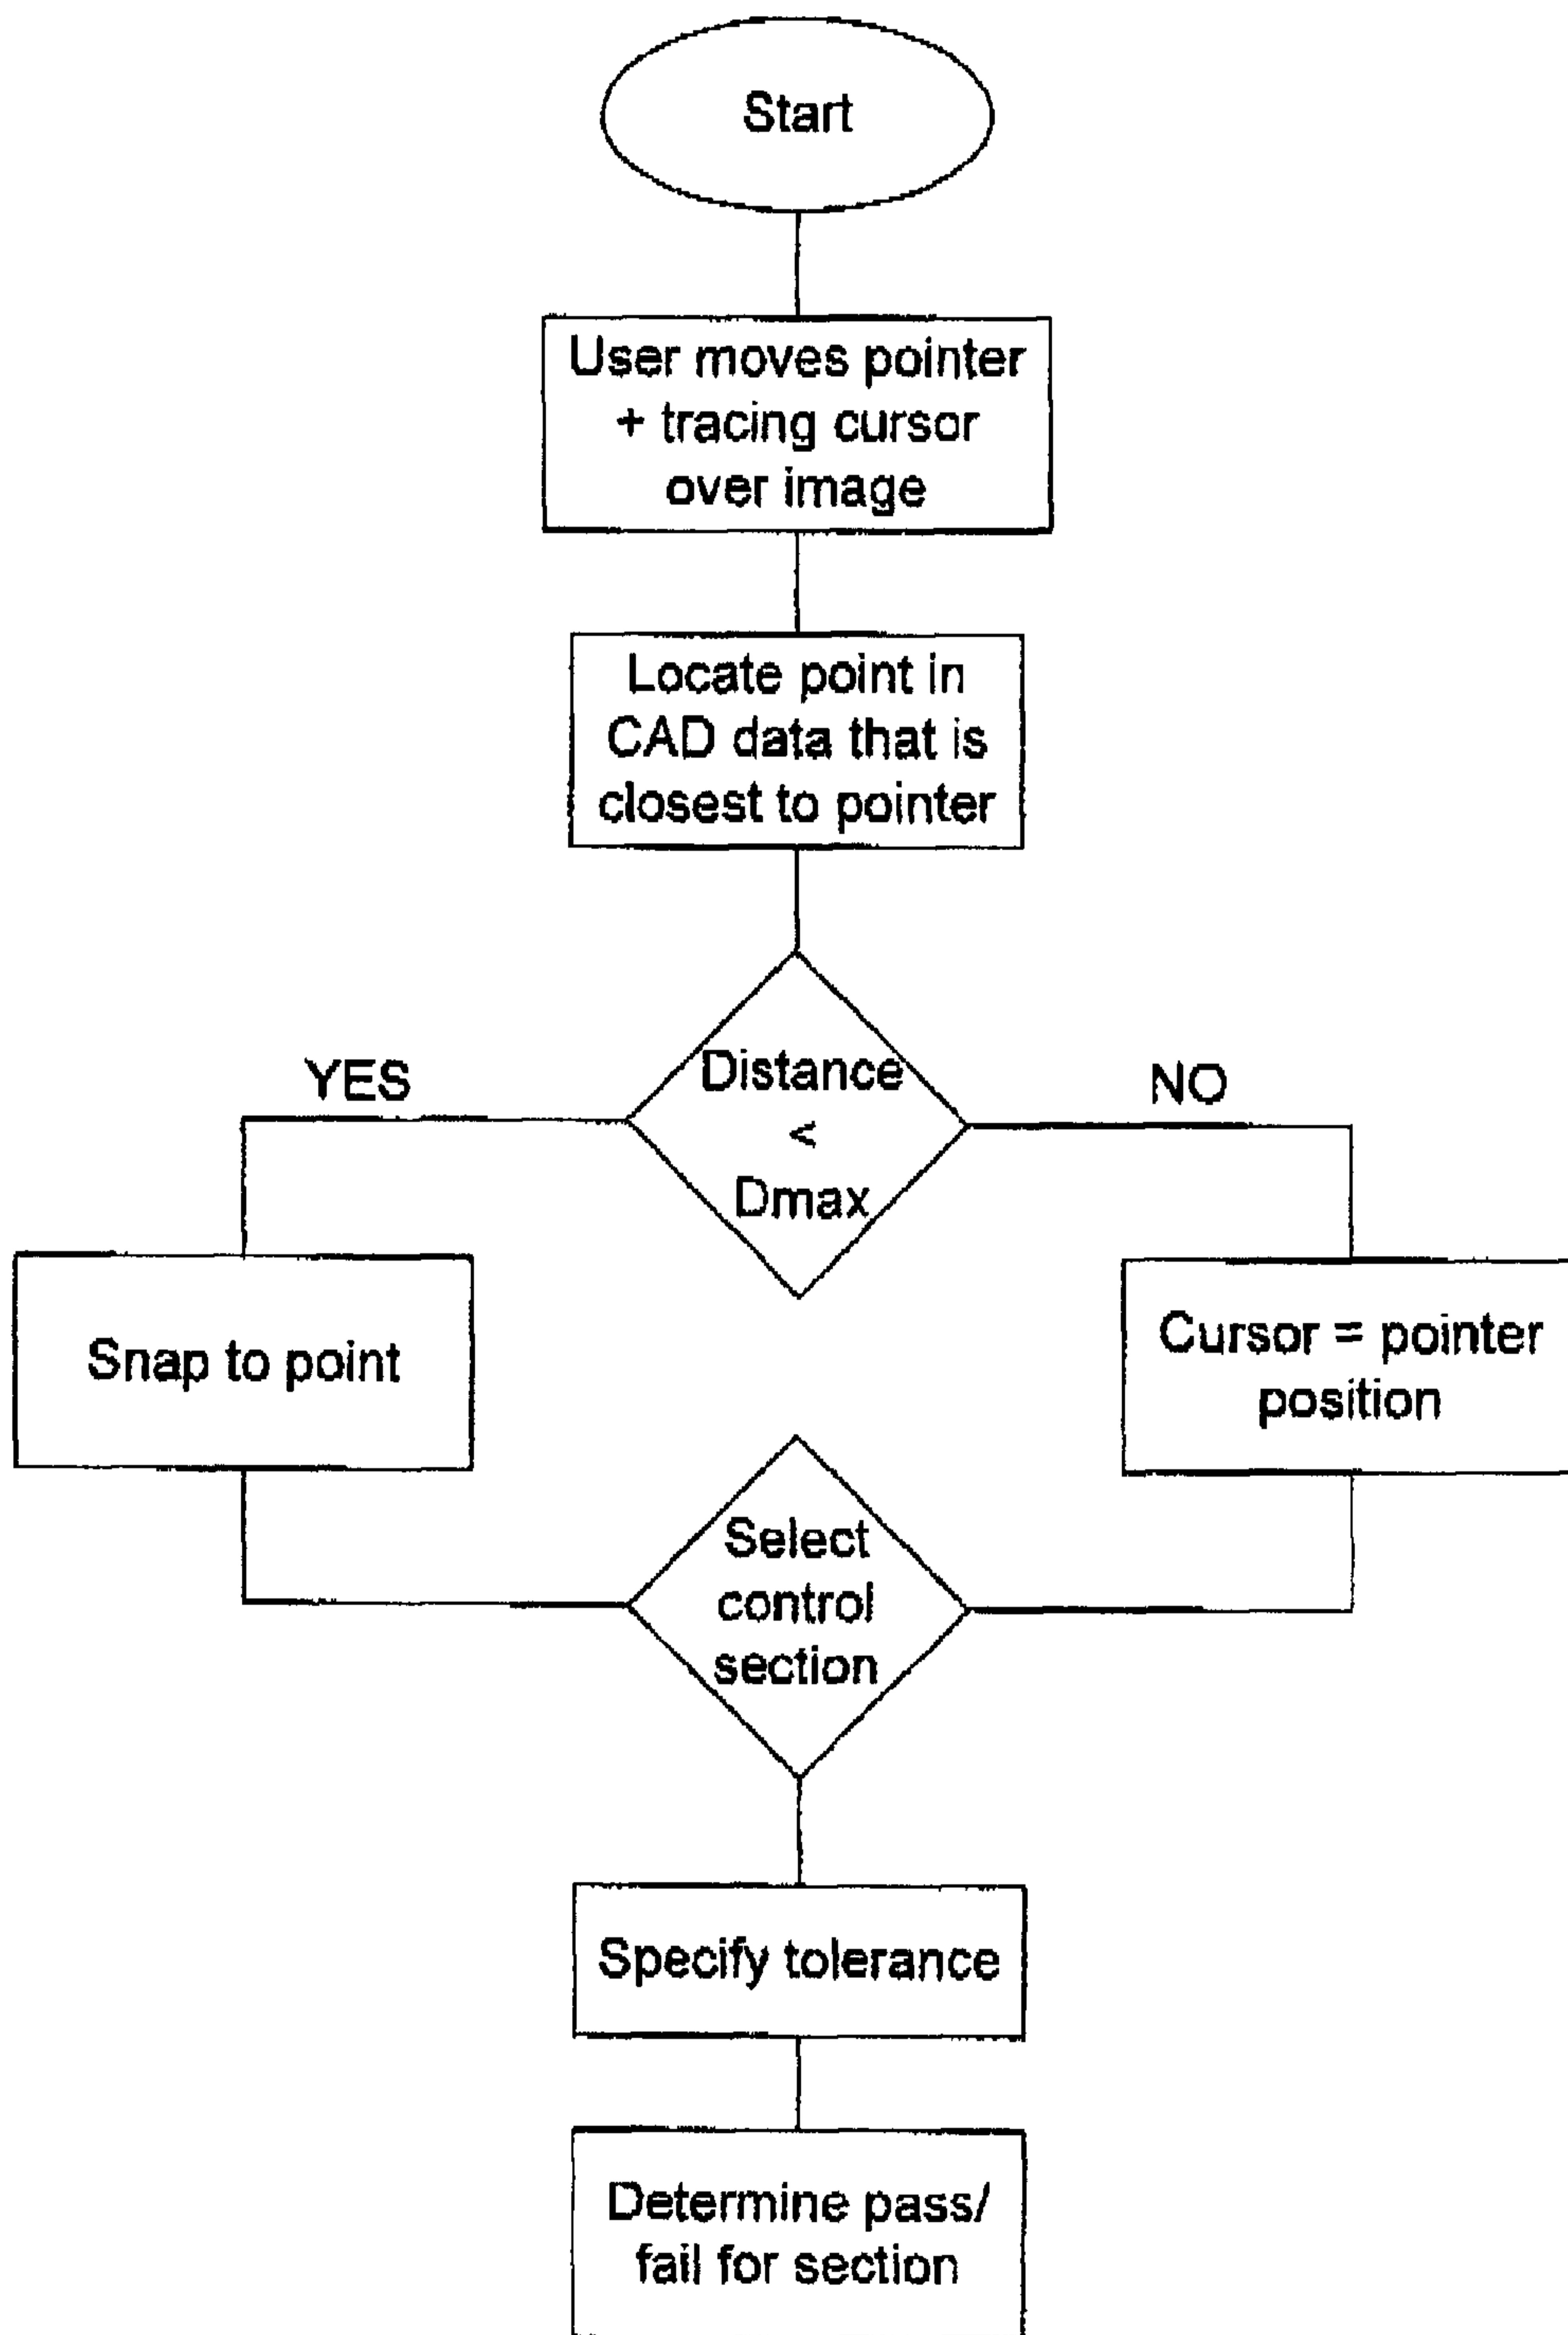 Start
User moves pointer
+ tracing cursor
over image
Locate point in
CAD data that is
closest to pointer
Distance
<
Dmax
YES
NO
Snap to point
Cursor = pointer
position
Select
control
section
Specify tolerance
Determine pass/
fail for section